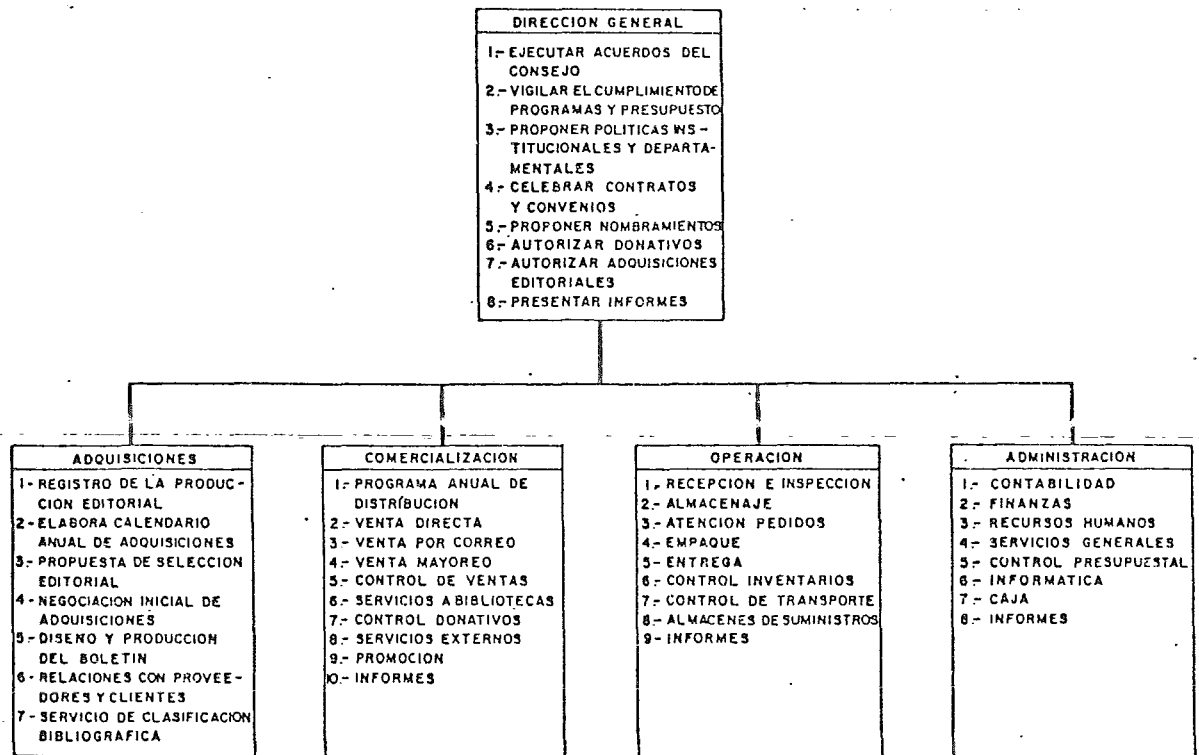 DIRECCION GENERAL
1.- EJECUTAR ACUERDOS DEL
CONSEJO
2.- VIGILAR EL CUMPLIMIENTO DE
PROGRAMAS Y PRESUPUESTO
3.- PROPONER POLITICAS INS-
TITUCIONALES Y DEPARTA-
MENTALES
4.- CELEBRAR CONTRATOS
Y CONVENIOS
5.- PROPONER NOMBRAMIENTOS
6.- AUTORIZAR DONATIVOS
7.- AUTORIZAR ADQUISICIONES
EDITORIALES
8.- PRESENTAR INFORMES
ADQUISICIONES
1- REGISTRO DE LA PRODUC-
CION EDITORIAL
2- ELABORA CALENDARIO
ANUAL DE ADQUISICIONES
3.- PROPUESTA DE SELECCION
EDITORIAL
4- NEGOCIACION INICIAL DE
ADQUISICIONES
5.- DISENO Y PRODUCCION
DEL BOLETIN
6- RELACIONES CON PROVEE-
DORES Y CLIENTES
7- SERVICIO DE CLASIFICACION
BIBLIOGRAFICA
COMERCIALIZACION
1.- PROGRAMA ANUAL DE
DISTRÍBUCION
2.- VENTA DIRECTA
3.- VENTA POR CORREO
4.- VENTA MAYOREO
5.- CONTROL DE VENTAS
6.- SERVICIOS A BIBLIOTECAS
7.- CONTROL DONATIVOS
8.- SERVICIOS EXTERNOS
9.- PROMOCION
10.- INFORMES
OPERACION
1.- RECEPCION E INSPECCION
2.- ALMACENAJE
3.- ATENCION PEDIDOS
4.- EMPAQUE
5- ENTREGA
6.- CONTROL INVENTARIOS
7.- CONTROL DE TRANSPORTE
8.- ALMACENES DE SUMINISTROS
9- INFORMES
ADMINISTRACION
1.- CONTABILIDAD
2.- FINANZAS
3.- RECURSOS HUMANOS
4.- SERVICIOS GENERALES
5.- CONTROL PRESUPUESTAL
6.- INFORMATICA
7.- CAJA
8.- INFORMES